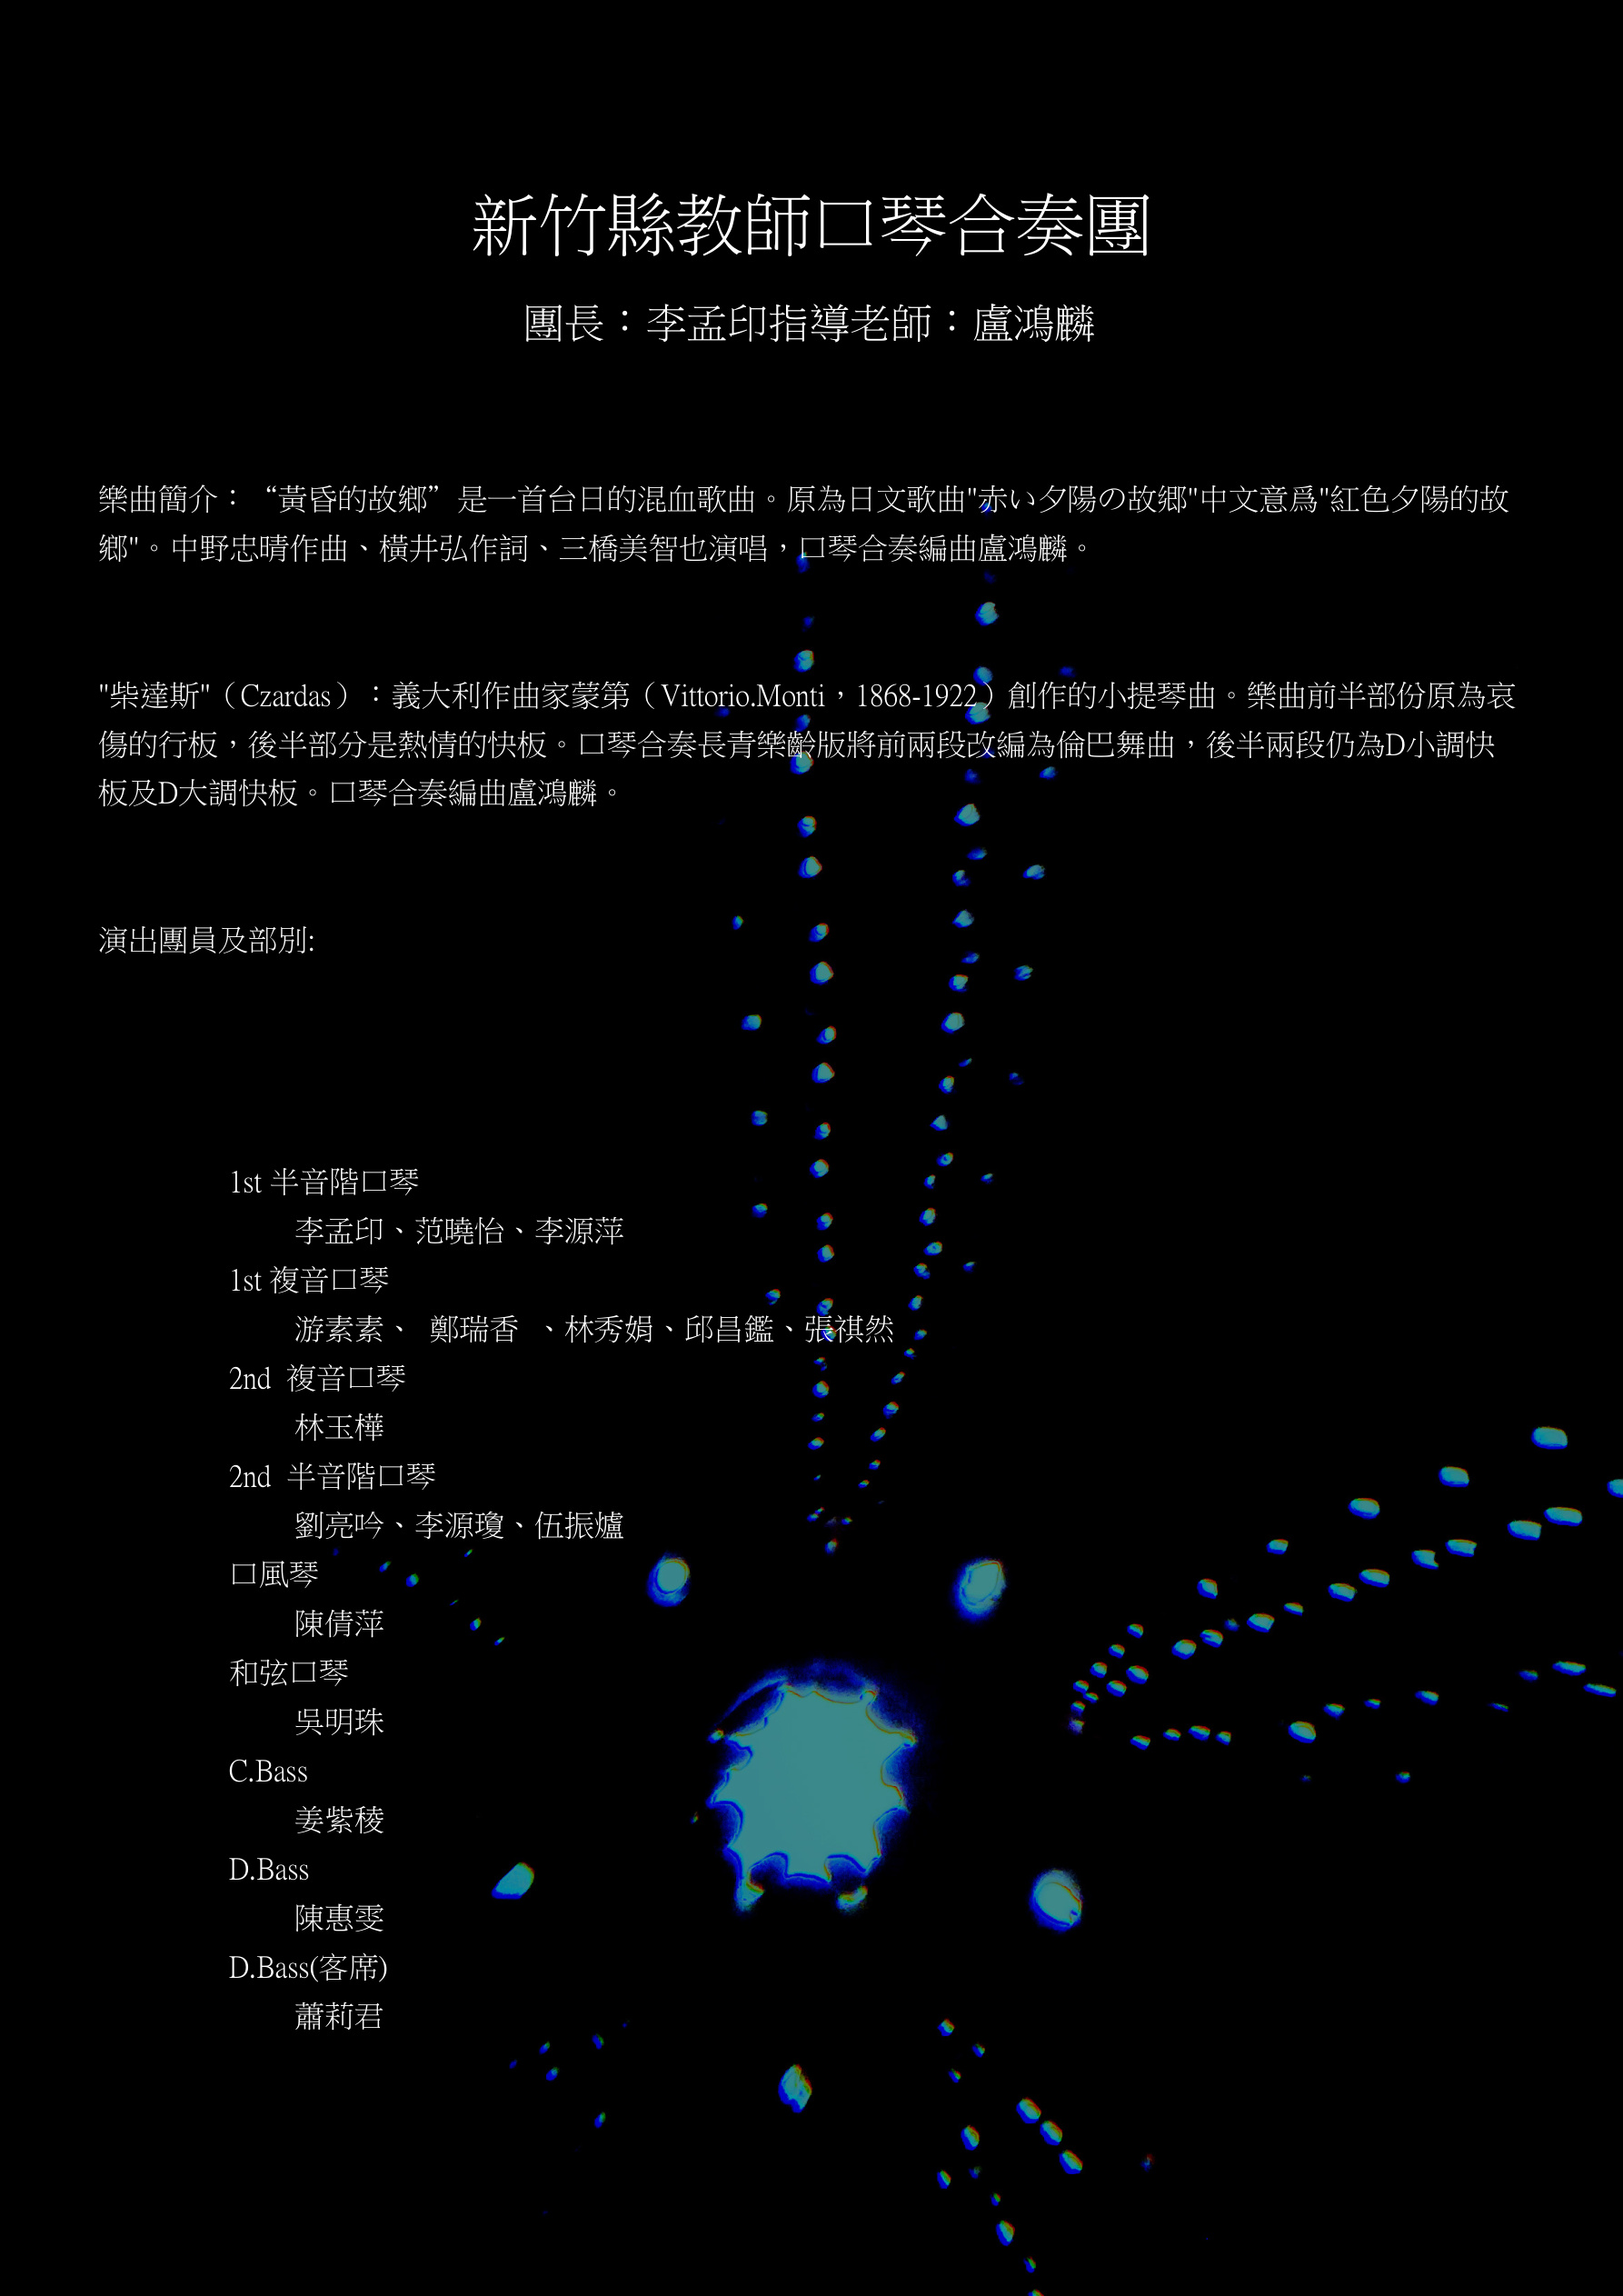 新竹縣教師口琴合奏團
團長：李孟印指導老師：盧鴻麟
樂曲簡介：“黃昏的故鄉”是一首台日的混血歌曲。原為日文歌曲"赤い夕陽の故郷"中文意爲"紅色夕陽的故
鄉"。中野忠晴作曲、橫井弘作詞、三橋美智也演唱，口琴合奏編曲盧鴻麟。
"柴達斯"（Czardas）：義大利作曲家蒙第（Vittorio.Monti，1868-1922）創作的小提琴曲。樂曲前半部份原為哀
傷的行板，後半部分是熱情的快板。口琴合奏長青樂齡版將前兩段改編為倫巴舞曲，後半兩段仍為D小調快
板及D大調快板。口琴合奏編曲盧鴻麟。
演出團員及部別:
1st 半音階口琴
李孟印、范曉怡、李源萍
1st 複音口琴
游素素、 鄭瑞香 、林秀娟、邱昌鑑、張祺然
2nd 複音口琴
林玉樺
2nd 半音階口琴
劉亮吟、李源瓊、伍振爐
口風琴
陳倩萍
和弦口琴
吳明珠
C.Bass
姜紫稜
D.Bass
陳惠雯
D.Bass(客席)
蕭莉君